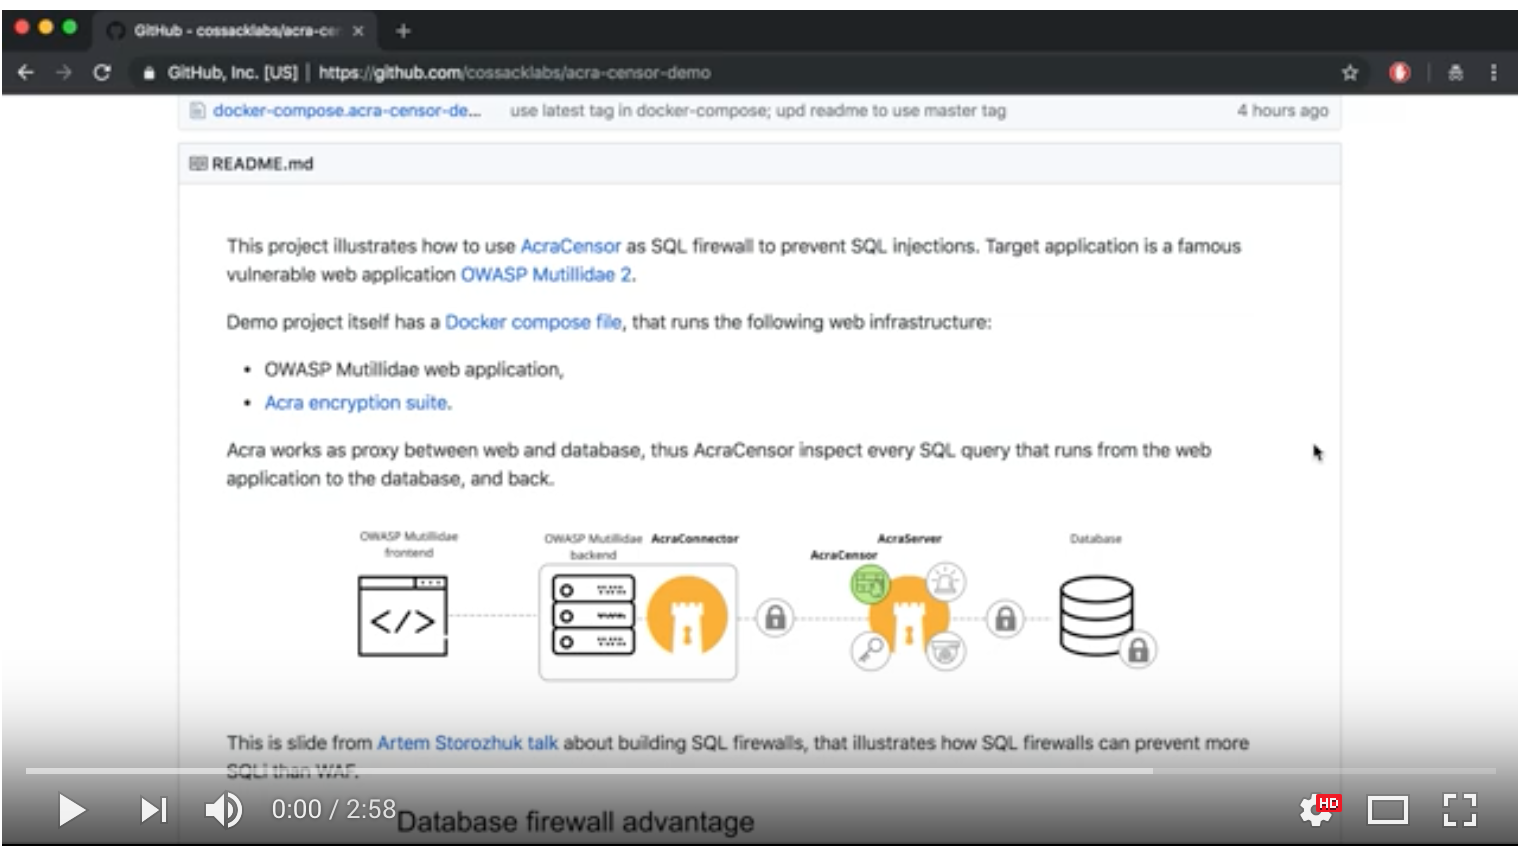 GitHub - cossacklabs/acra-cen
GitHub, Inc. [US] | https://github.com/cossacklabs/acra-censor-demo
docker-compose.acra-censor-de... use latest tag in docker-compose; upd readme to use master tag 4 hours ago
README.md
This project illustrates how to use AcraCensor as SQL firewall to prevent SQL injections. Target application is a famous
vulnerable web application OWASP Mutillidae 2.
Demo project itself has a Docker compose file, that runs the following web infrastructure:
• OWASP Mutillidae web application,
• Acra encryption suite.
Acra works as proxy between web and database, thus AcraCensor inspect every SQL query that runs from the web
application to the database, and back.
OWASP Mutillidae
frontend
OWASP Mutillidae
backend
AcraConnector
AcraServer
AcraCensor
Database
</>
This is slide from Artem Storozhuk talk about building SQL firewalls, that illustrates how SQL firewalls can prevent more
SQLi than WAF.
0:00 / 2:58
HD
Database firewall advantage